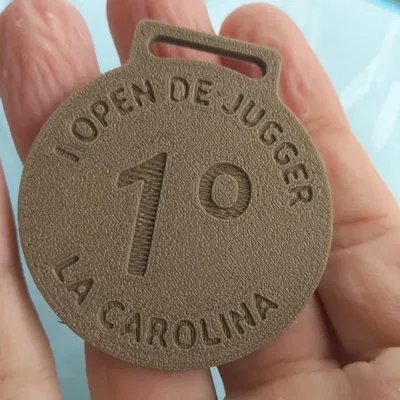 I OPEN DE JUGGER
1º
LA CAROLINA